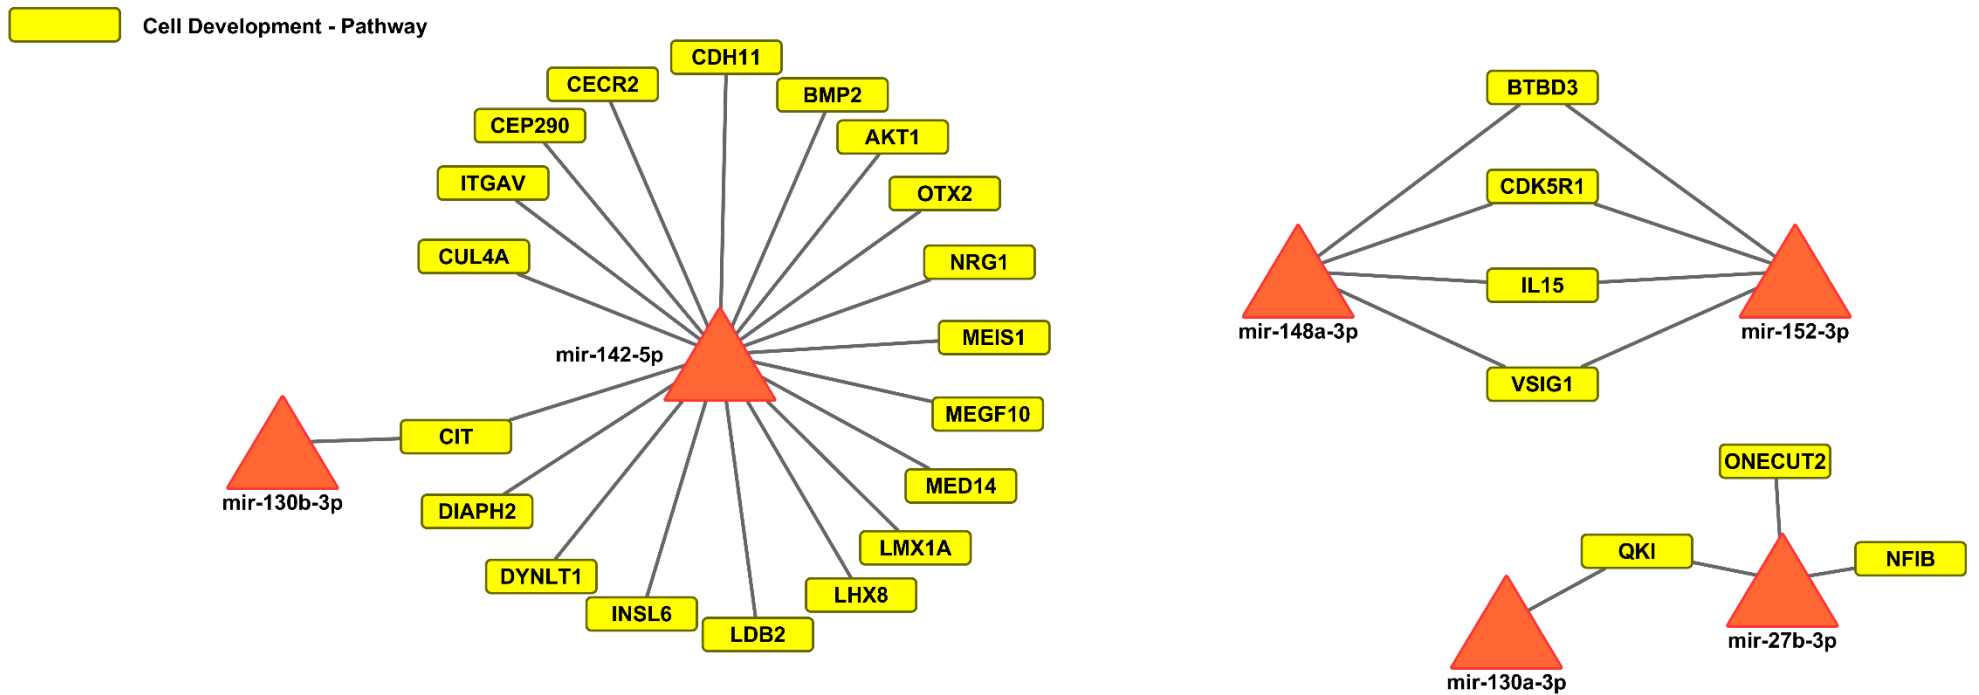 Cell Development - Pathway
CDH11
CECR2
BMP2
CEP290
AKT1
ITGAV
OTX2
CUL4A
NRG1
MEIS1
mir-142-5p
MEGF10
CIT
mir-130b-3p
MED14
DIAPH2
LMX1A
DYNLT1
LHX8
INSL6
LDB2
BTBD3
CDK5R1
IL15
mir-148a-3p
mir-152-3p
VSIG1
ONECUT2
QKI
NFIB
mir-27b-3p
mir-130a-3p